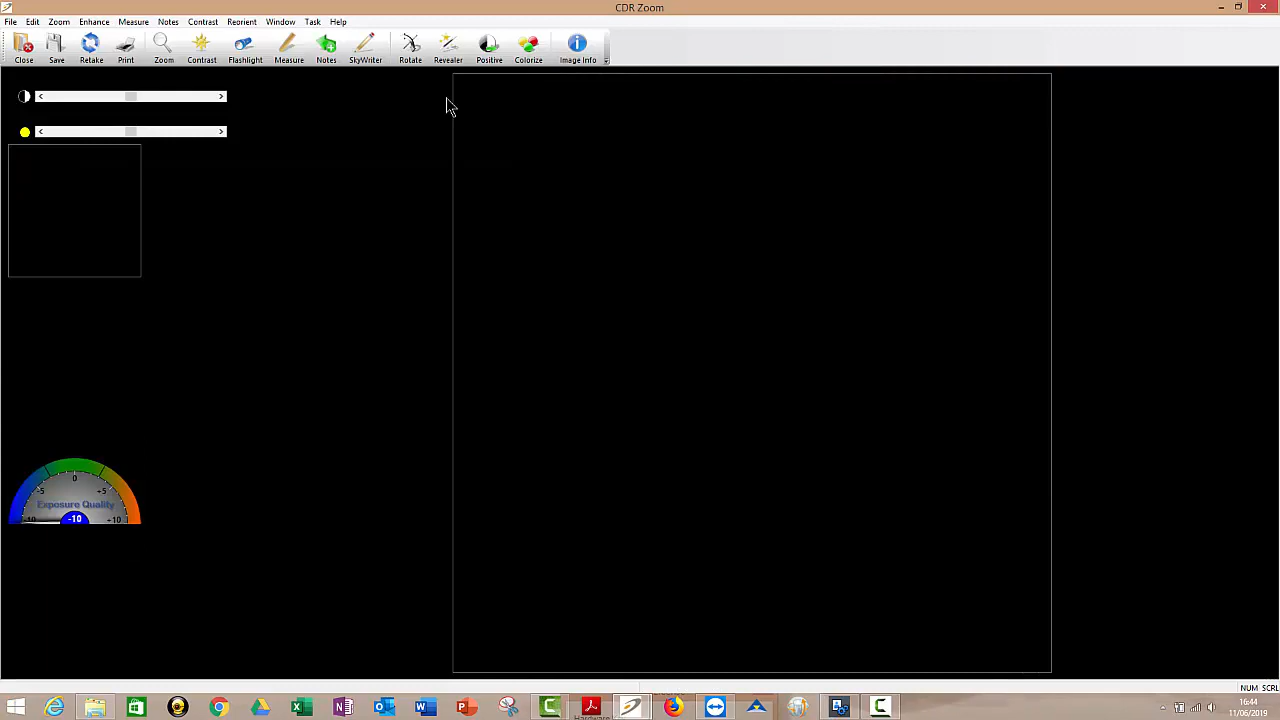 CDR Zoom
File Edit Zoom Enhance Measure Notes Contrast Reorient Window Task Help
Close Save Retake Print Zoom Contrast Flashlight Measure Notes SkyWriter Rotate Revealer Positive Colorize Image Info
0
-5 +5
Exposure Quality
-10 -10 +10
NUM SCRL
16:44
11/06/2019
Hardware